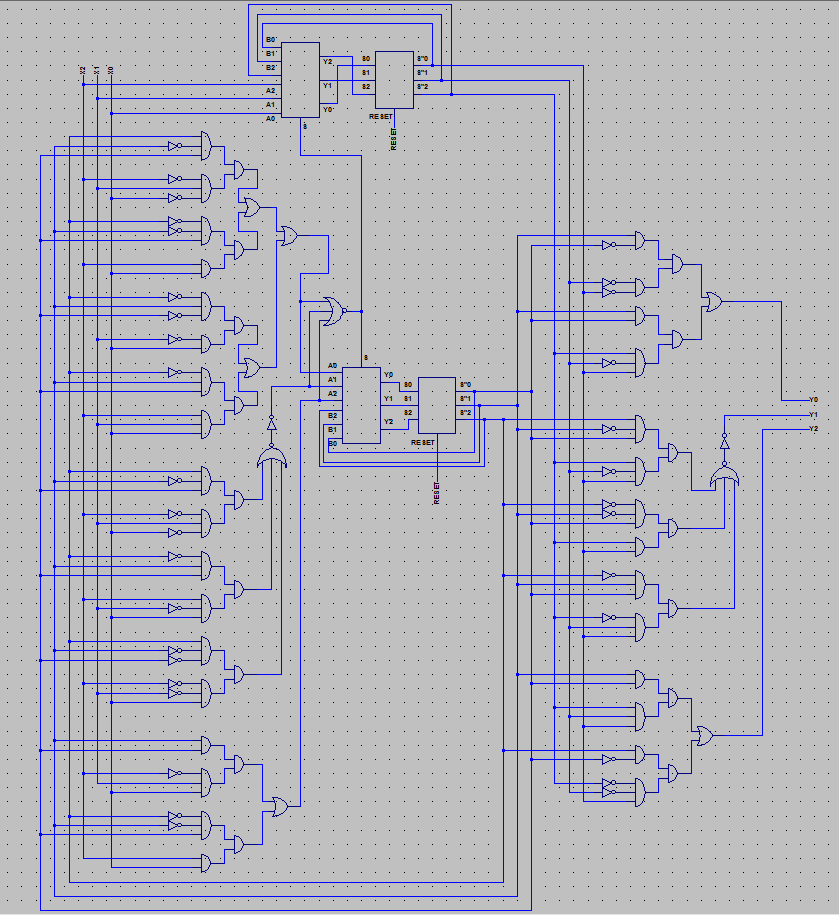 X2 X1 X0
B0
B1
B2
A2
A1
A0
Y2
Y1
Y0
S
S0
S1
S2
S"0
S"1
S"2
RESET
RESET
S
A0
A1
A2
B2
B1
B0
Y0
Y1
Y2
S0
S1
S2
S"0
S"1
S"2
RESET
RESET
Y0
Y1
Y2